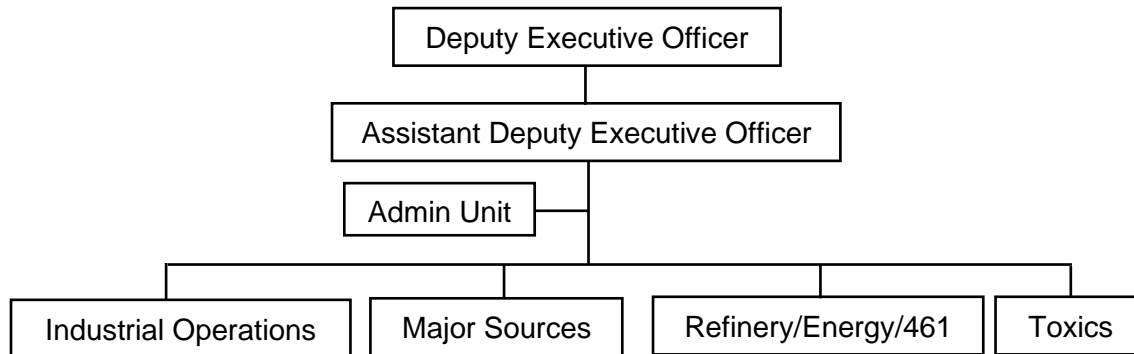 Deputy Executive Officer
Assistant Deputy Executive Officer
Admin Unit
Industrial Operations
Major Sources
Refinery/Energy/461
Toxics